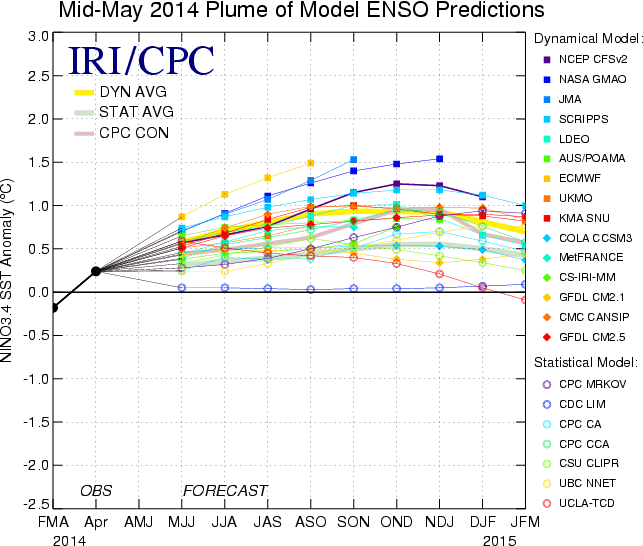 Mid-May 2014 Plume of Model ENSO Predictions
IRI/CPC
DYN AVG
STAT AVG
CPC CON
NINO3.4 SST Anomaly (°C)
3.0
2.5
2.0
1.5
1.0
0.5
0.0
-0.5
-1.0
-1.5
-2.0
-2.5
OBS FORECAST
FMA Apr AMJ MJJ JJA JAS ASO SON OND NDJ DJF JFM
2014 2015
Dynamical Model:
NCEP CFSv2
NASA GMAO
JMA
SCRIPPS
LDEO
AUS/POAMA
ECMWF
UKMO
KMA SNU
COLA CCSM3
MetFRANCE
CS-IRI-MM
GFDL CM2.1
CMC CANSIP
GFDL CM2.5
Statistical Model:
CPC MRKOV
CDC LIM
CPC CA
CPC CCA
CSU CLIPR
UBC NNET
UCLA-TCD